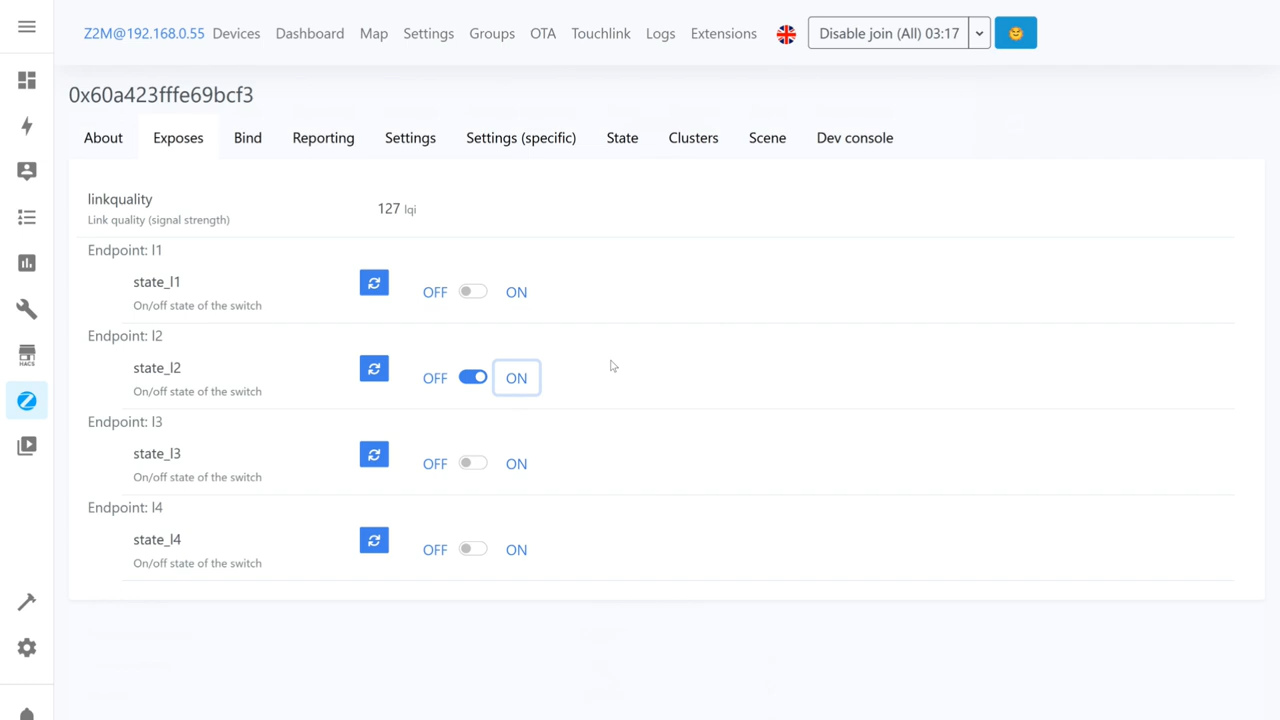 Z2M@192.168.0.55 Devices Dashboard Map Settings Groups OTA Touchlink Logs Extensions Disable join (All) 03:17
0x60a423fffe69bcf3
About Exposes Bind Reporting Settings Settings (specific) State Clusters Scene Dev console
linkquality
Link quality (signal strength)
127 lqi
Endpoint: l1
state_l1
On/off state of the switch
OFF ON
Endpoint: l2
state_l2
On/off state of the switch
OFF ON
HACS
Endpoint: l3
state_l3
On/off state of the switch
OFF ON
Endpoint: l4
state_l4
On/off state of the switch
OFF ON